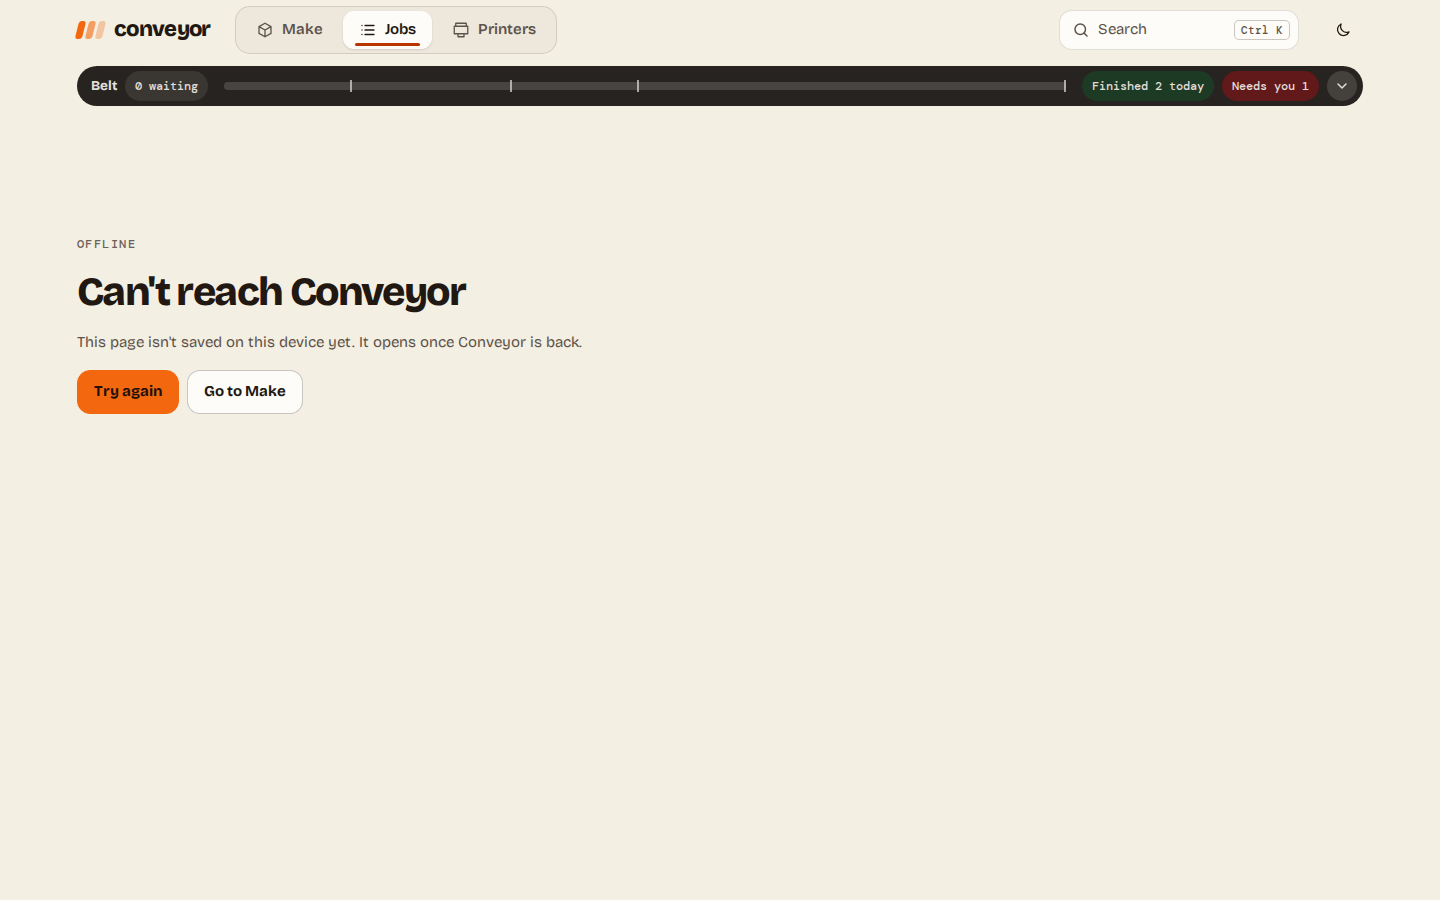 conveyor
Make
Jobs
Printers
Search
Ctrl K
Belt
0 waiting
Finished 2 today
Needs you 1
OFFLINE
Can't reach Conveyor
This page isn't saved on this device yet. It opens once Conveyor is back.
Try again
Go to Make